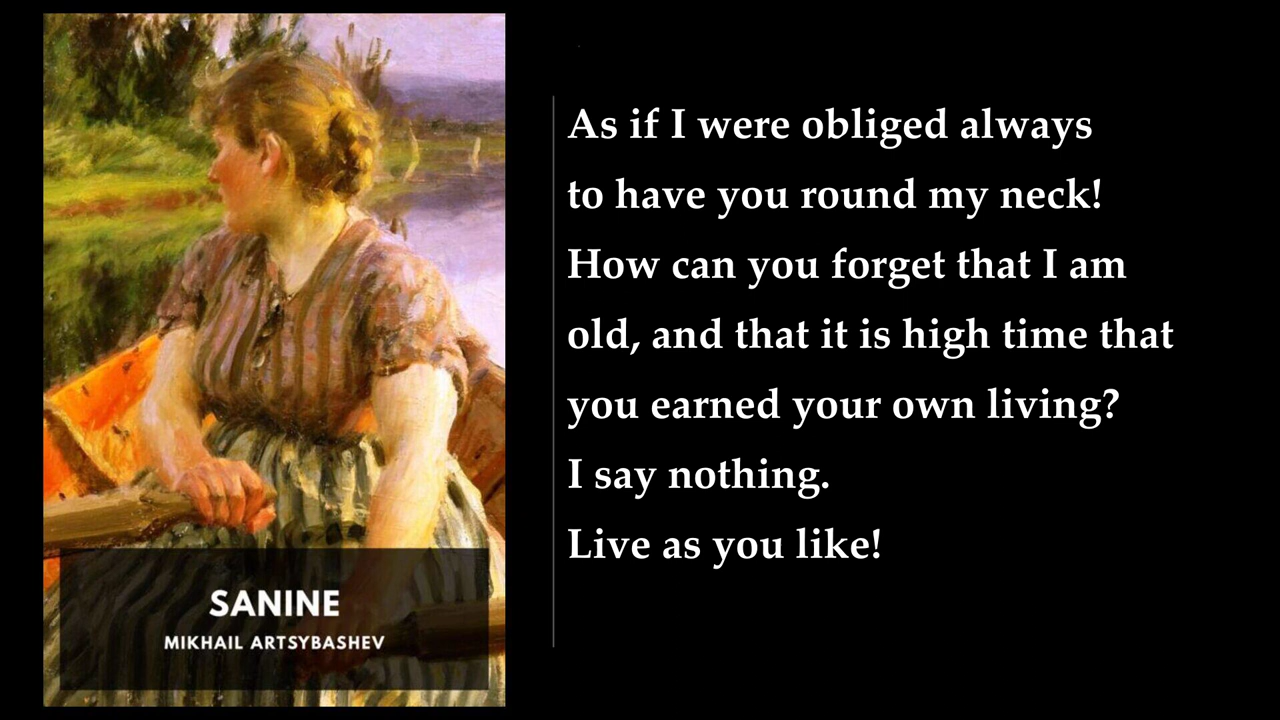 SANINE
MIKHAIL ARTSYBASHEV
As if I were obliged always
to have you round my neck!
How can you forget that I am
old, and that it is high time that
you earned your own living?
I say nothing.
Live as you like!